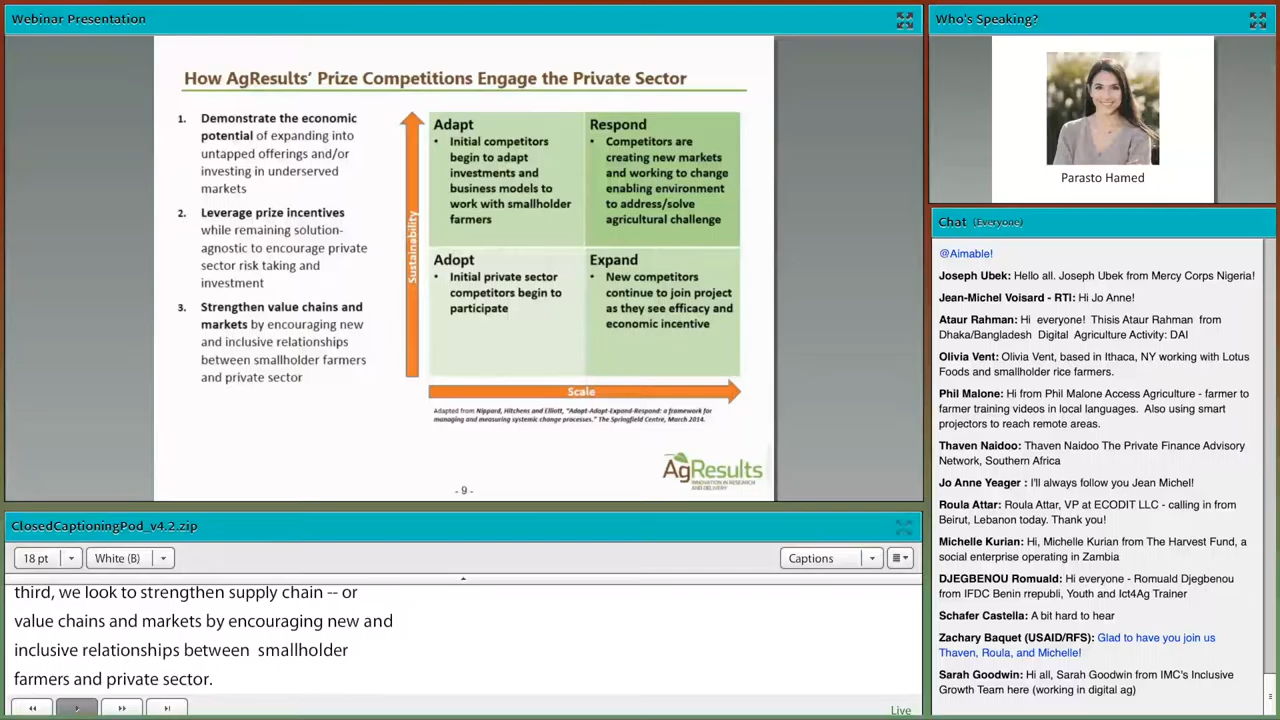 Webinar Presentation
How AgResults' Prize Competitions Engage the Private Sector
1. Demonstrate the economic
potential of expanding into
untapped offerings and/or
investing in underserved
markets
2. Leverage prize incentives
while remaining solution-
agnostic to encourage private
sector risk taking and
investment
3. Strengthen value chains and
markets by encouraging new
and inclusive relationships
between smallholder farmers
and private sector
Sustainability
Adapt
• Initial competitors
begin to adapt
investments and
business models to
work with smallholder
farmers
Respond
• Competitors are
creating new markets
and working to change
enabling environment
to address/solve
agricultural challenge
Adopt
• Initial private sector
competitors begin to
participate
Expand
• New competitors
continue to join project
as they see efficacy and
economic incentive
Scale
Adapted from Nippard, Hitchens and Elliott, "Adopt-Adapt-Expand-Respond: a framework for
managing and measuring systemic change processes." The Springfield Centre, March 2014.
AgResults
INNOVATION IN RESEARCH
AND DELIVERY
- 9 -
Who's Speaking?
Parasto Hamed
Chat (Everyone)
@Aimable!
Joseph Ubek: Hello all. Joseph Ubek from Mercy Corps Nigeria!
Jean-Michel Voisard - RTI: Hi Jo Anne!
Ataur Rahman: Hi everyone! Thisis Ataur Rahman from
Dhaka/Bangladesh Digital Agriculture Activity: DAI
Olivia Vent: Olivia Vent, based in Ithaca, NY working with Lotus
Foods and smallholder rice farmers.
Phil Malone: Hi from Phil Malone Access Agriculture - farmer to
farmer training videos in local languages. Also using smart
projectors to reach remote areas.
Thaven Naidoo: Thaven Naidoo The Private Finance Advisory
Network, Southern Africa
Jo Anne Yeager : I'll always follow you Jean Michel!
Roula Attar: Roula Attar, VP at ECODIT LLC - calling in from
Beirut, Lebanon today. Thank you!
Michelle Kurian: Hi, Michelle Kurian from The Harvest Fund, a
social enterprise operating in Zambia
DJEGBENOU Romuald: Hi everyone - Romuald Djegbenou
from IFDC Benin rrepubli, Youth and Ict4Ag Trainer
Schafer Castella: A bit hard to hear
Zachary Baquet (USAID/RFS): Glad to have you join us
Thaven, Roula, and Michelle!
Sarah Goodwin: Hi all, Sarah Goodwin from IMC's Inclusive
Growth Team here (working in digital ag)
ClosedCaptioningPod_v4.2.zip
18 pt
White (B)
Captions
third, we look to strengthen supply chain -- or
value chains and markets by encouraging new and
inclusive relationships between smallholder
farmers and private sector.
Live